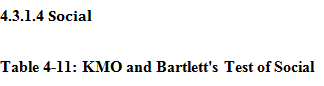 4.3.1.4 Social
Table 4-11: KMO and Bartlett's Test of Social